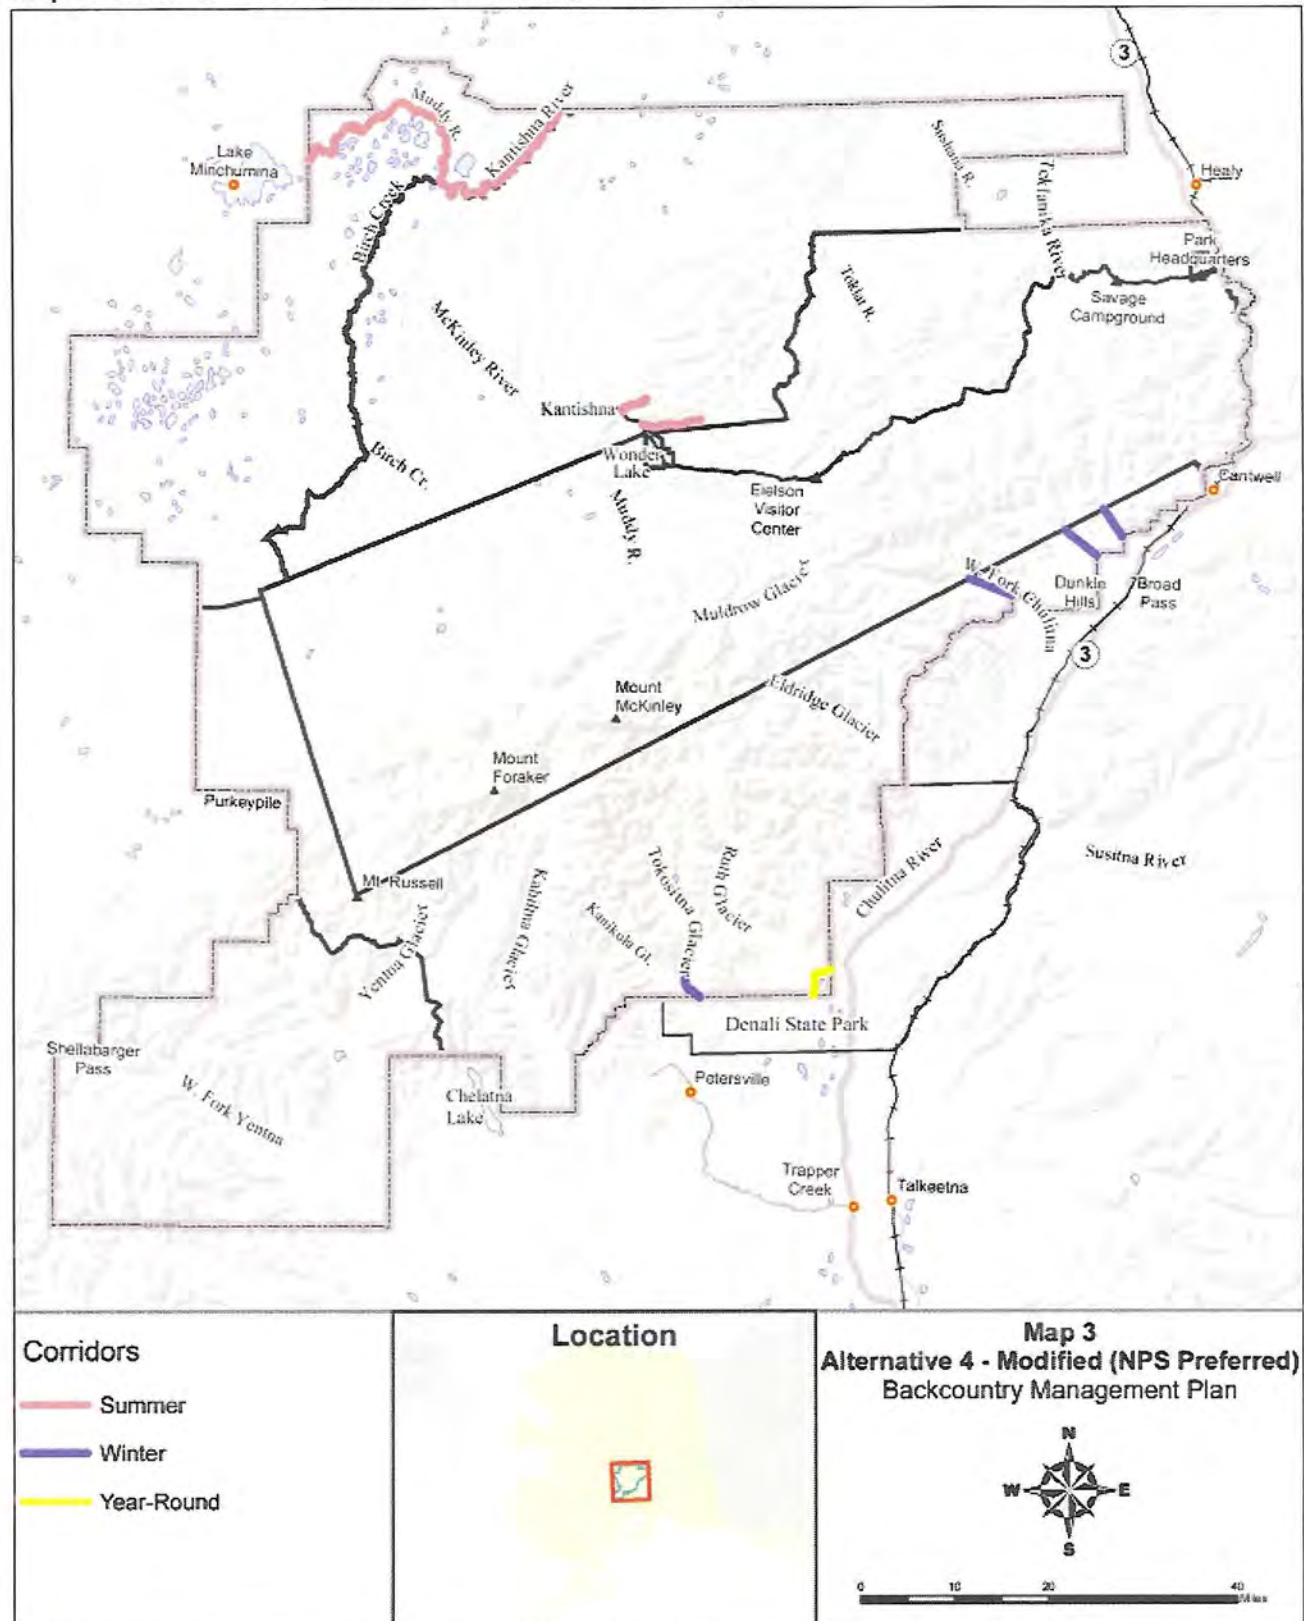 3
Muddy R.
Kantishna River
Lake
Minchumina
Sushana R.
Healy
Toklanika River
Birch Creek
Park
Headquarters
Toklat R.
Savage
Campground
McKinley River
Kantishna
Birch Cr.
Wonder
Lake
Muddy R.
Eielson
Visitor
Center
Cantwell
W. Fork Chulitna
Dunkle
Hills
Broad
Pass
Muldrow Glacier
3
Mount
McKinley
Eldridge Glacier
Mount
Foraker
Purkeypile
Mt. Russell
Yentna Glacier
Kahiltna Glacier
Kanikula Gl.
Tokositna Glacier
Ruth Glacier
Chulitna River
Susitna River
Denali State Park
Shellabarger
Pass
W. Fork Yentna
Chelatna
Lake
Petersville
Trapper
Creek
Talkeetna
Corridors
Summer
Winter
Year-Round
Location
Map 3
Alternative 4 - Modified (NPS Preferred)
Backcountry Management Plan
N
W
E
S
0 10 20 40
Miles